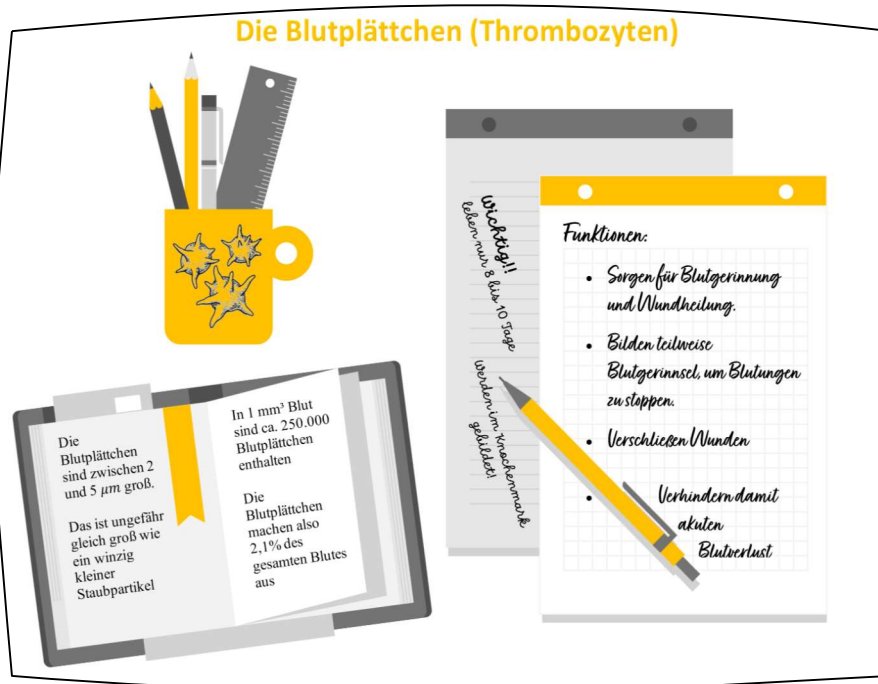 Die Blutplättchen (Thrombozyten)
Wichtig!!
leben nur 8 bis 10 Tage
Werden im Knochenmark
gebildet!
Funktionen:
• Sorgen für Blutgerinnung
und Wundheilung.
• Bilden teilweise
Blutgerinnsel, um Blutungen
zu stoppen.
• Verschließen Wunden
• Verhindern damit
akuten
Blutverlust
Die
Blutplättchen
sind zwischen 2
und 5 μm groß.
Das ist ungefähr
gleich groß wie
ein winzig
kleiner
Staubpartikel
In 1 mm³ Blut
sind ca. 250.000
Blutplättchen
enthalten
Die
Blutplättchen
machen also
2,1% des
gesamten Blutes
aus